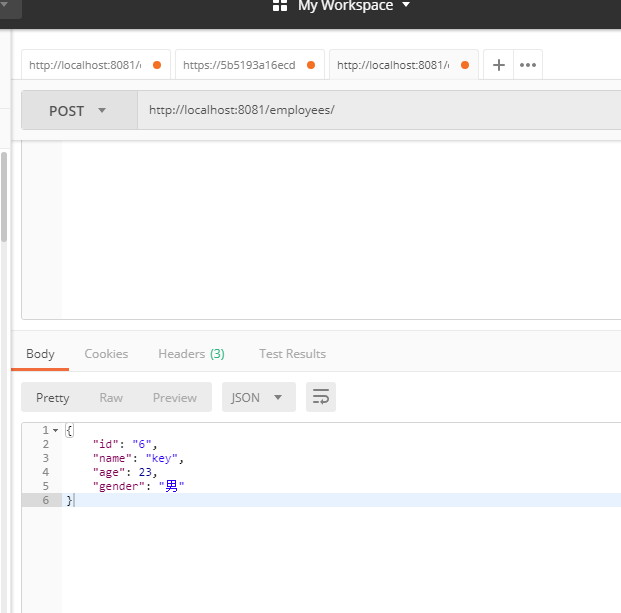 My Workspace
http://localhost:8081/ https://5b5193a16ecd http://localhost:8081/
POST http://localhost:8081/employees/
Body Cookies Headers (3) Test Results
Pretty Raw Preview JSON
1 {
2 "id": "6",
3 "name": "key",
4 "age": 23,
5 "gender": "男"
6 }